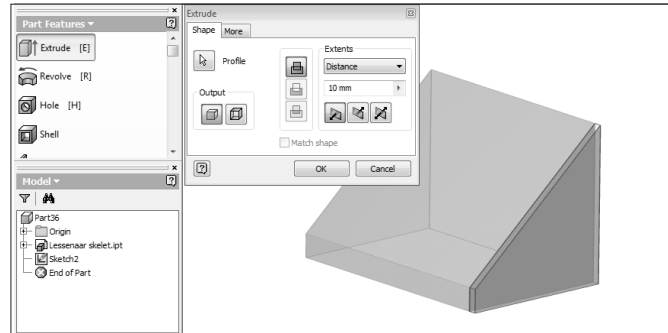 Part Features
Extrude [E]
Revolve [R]
Hole [H]
Shell
Model
Part36
Origin
Lessenaar skelet.ipt
Sketch2
End of Part
Extrude
Shape
More
Profile
Output
Extents
Distance
10 mm
Match shape
OK
Cancel